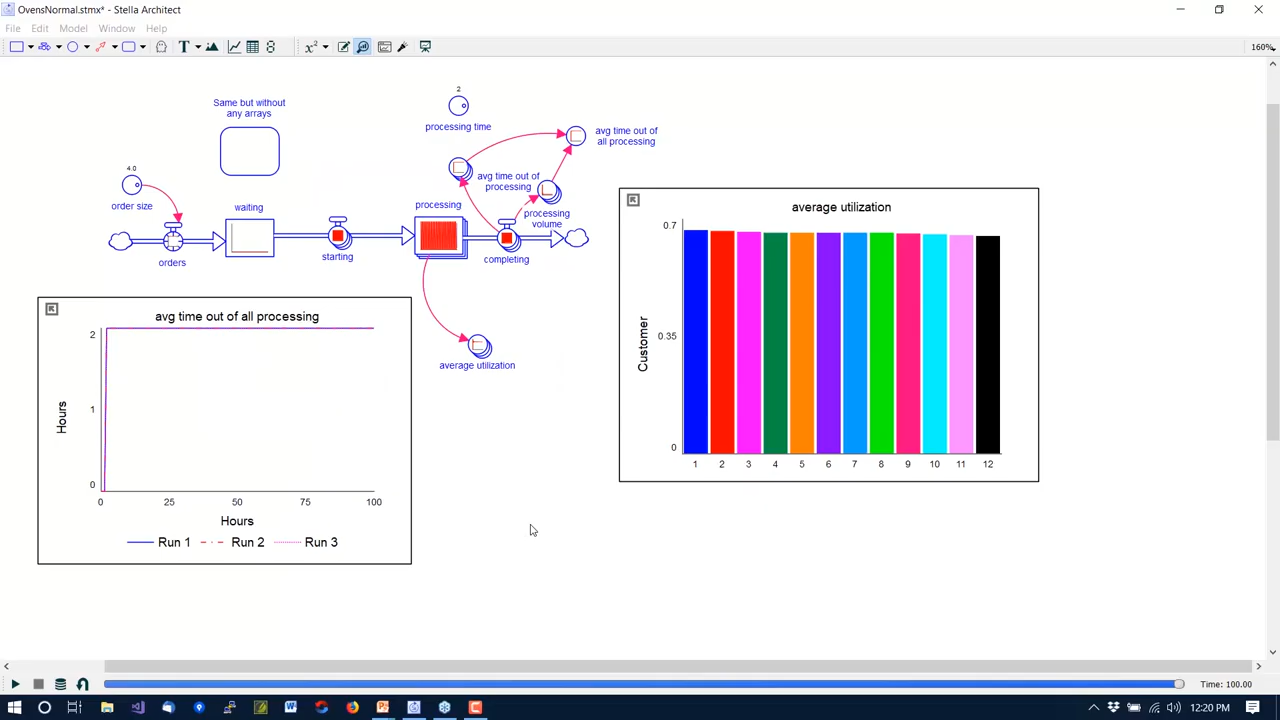 OvensNormal.stmx* - Stella Architect
File Edit Model Window Help
T x² 160%
Same but without
any arrays
2
processing time
avg time out of
all processing
4.0
order size
avg time out of
processing
waiting
processing
processing
volume
orders
starting
completing
average utilization
avg time out of all processing
Hours
2
1
0
0 25 50 75 100
Hours
Run 1 Run 2 Run 3
average utilization
Customer
0.7
0.35
0
1 2 3 4 5 6 7 8 9 10 11 12
Time: 100.00
12:20 PM